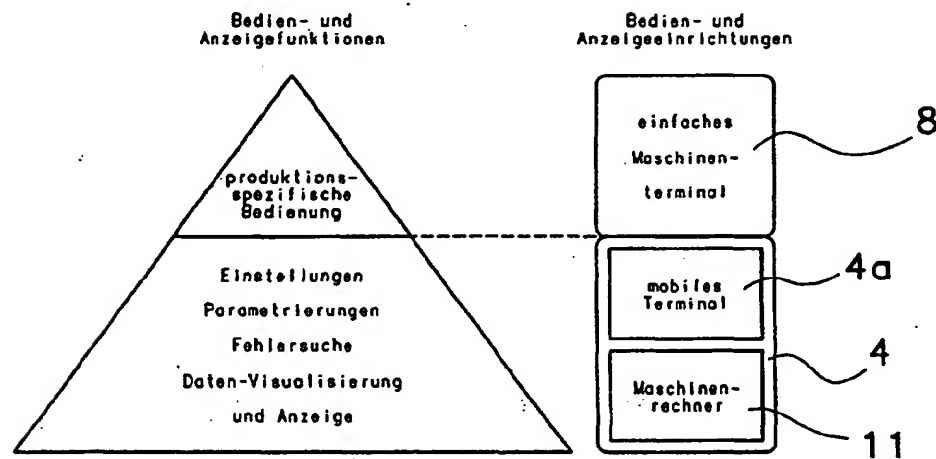 Bedien- und
Anzeigefunktionen
produktions-
spezifische
Bedienung
Einstellungen
Parametrierungen
Fehlersuche
Daten-Visualisierung
und Anzeige
Bedien- und
Anzeigeeinrichtungen
einfaches
Maschinen-
terminal
8
mobiles
Terminal
4a
4
Maschinen-
rechner
11